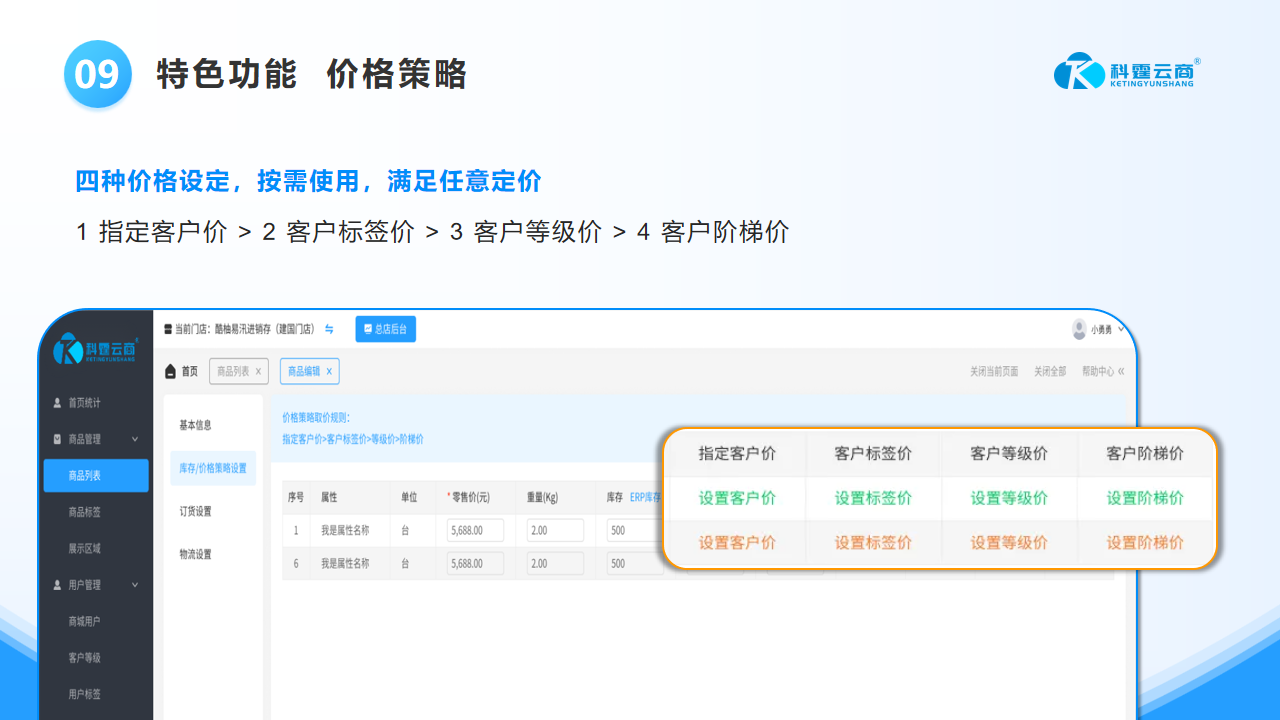 09 特色功能 价格策略
科霆云商®
KETINGYUNSHANG
四种价格设定，按需使用，满足任意定价
1 指定客户价 > 2 客户标签价 > 3 客户等级价 > 4 客户阶梯价
科霆云商
KETINGYUNSHANG
当前门店：酷柚易汛进销存（建国门店） 总店后台 小勇勇
首页 商品列表 x 商品编辑 x 关闭当前页面 关闭全部 帮助中心 «
首页统计
商品管理
商品列表
商品标签
展示区域
用户管理
商城用户
客户等级
用户标签
基本信息
库存/价格策略设置
订货设置
物流设置
价格策略取价规则：
指定客户价>客户标签价>等级价>阶梯价
序号 属性 单位 *零售价(元) 重量(Kg) 库存 ERP库存
1 我是属性名称 台 5,688.00 2.00 500
6 我是属性名称 台 5,688.00 2.00 500
指定客户价 客户标签价 客户等级价 客户阶梯价
设置客户价 设置标签价 设置等级价 设置阶梯价
设置客户价 设置标签价 设置等级价 设置阶梯价